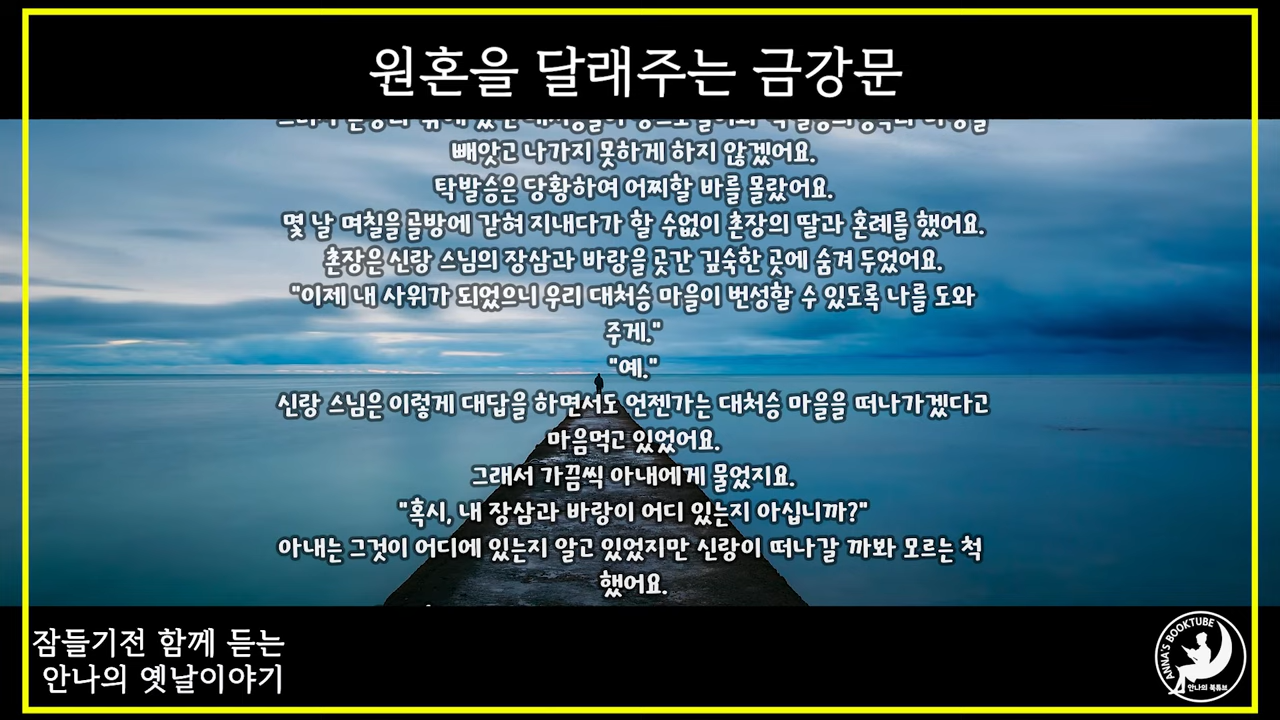 원혼을 달래주는 금강문
빼앗고 나가지 못하게 하지 않겠어요.
탁발승은 당황하여 어찌할 바를 몰랐어요.
몇 날 며칠을 골방에 갇혀 지내다가 할 수없이 촌장의 딸과 혼례를 했어요.
촌장은 신랑 스님의 장삼과 바랑을 곳간 깊숙한 곳에 숨겨 두었어요.
"이제 내 사위가 되었으니 우리 대처승 마을이 번성할 수 있도록 나를 도와
주게."
"예."
신랑 스님은 이렇게 대답을 하면서도 언젠가는 대처승 마을을 떠나가겠다고
마음먹고 있었어요.
그래서 가끔씩 아내에게 물었지요.
"혹시, 내 장삼과 바랑이 어디 있는지 아십니까?"
아내는 그것이 어디에 있는지 알고 있었지만 신랑이 떠나갈 까봐 모르는 척
했어요.
잠들기전 함께 듣는
안나의 옛날이야기
ANNA'S BOOKTUBE
안나의 북튜브